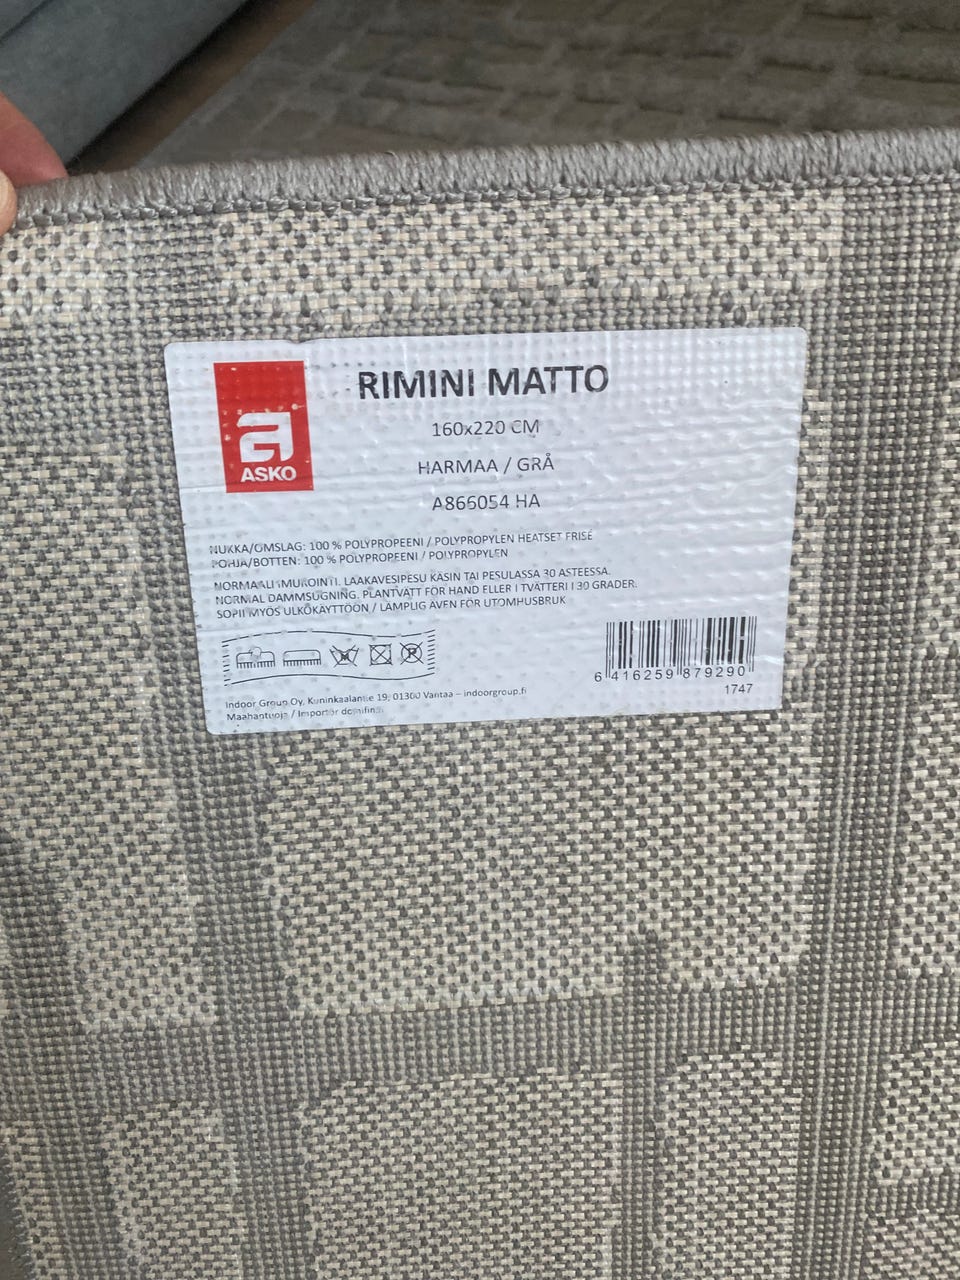 RIMINI MATTO
ASKO
160x220 CM
HARMAA / GRÅ
A866054 HA
NUKKA/OMSLAG: 100 % POLYPROPEENI / POLYPROPYLEN HEATSET FRISÉ
POHJA/BOTTEN: 100 % POLYPROPEENI / POLYPROPYLEN
NORMAALI IMUROINTI. LAAKAVESIPESU KÄSIN TAI PESULASSA 30 ASTEESSA.
NORMAL DAMMSUGNING. PLANTVÄTT FÖR HAND ELLER I TVÄTTERI I 30 GRADER.
SOPII MYÖS ULKOKÄYTTÖÖN / LÄMPLIG ÄVEN FÖR UTOMHUSBRUK
P
6 416259 879290
1747
Indoor Group Oy, Kuninkaalantie 19, 01300 Vantaa – indoorgroup.fi
Maahantuoja / Importör